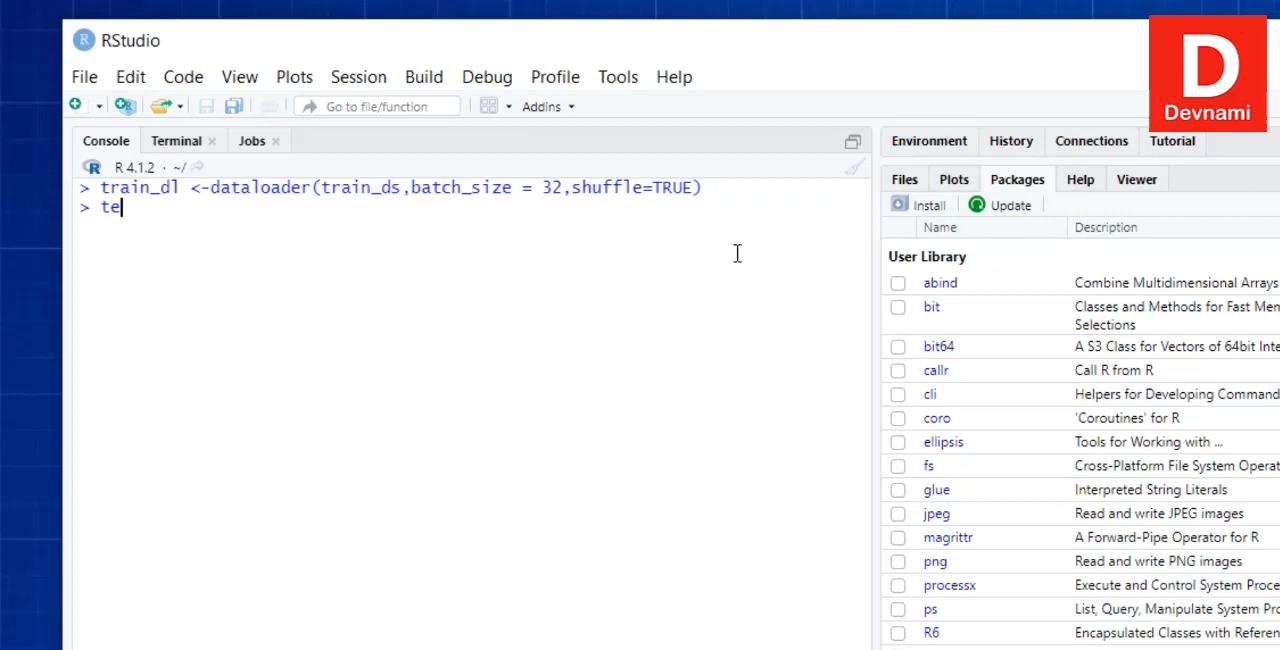 RStudio
D
Devnami
File Edit Code View Plots Session Build Debug Profile Tools Help
Go to file/function Addins
Console Terminal Jobs
R 4.1.2 · ~/
> train_dl <-dataloader(train_ds,batch_size = 32,shuffle=TRUE)
> te
Environment History Connections Tutorial
Files Plots Packages Help Viewer
Install Update
Name Description
User Library
abind Combine Multidimensional Arrays
bit Classes and Methods for Fast Mem
Selections
bit64 A S3 Class for Vectors of 64bit Inte
callr Call R from R
cli Helpers for Developing Command
coro 'Coroutines' for R
ellipsis Tools for Working with ...
fs Cross-Platform File System Operat
glue Interpreted String Literals
jpeg Read and write JPEG images
magrittr A Forward-Pipe Operator for R
png Read and write PNG images
processx Execute and Control System Proce
ps List, Query, Manipulate System Pro
R6 Encapsulated Classes with Referen